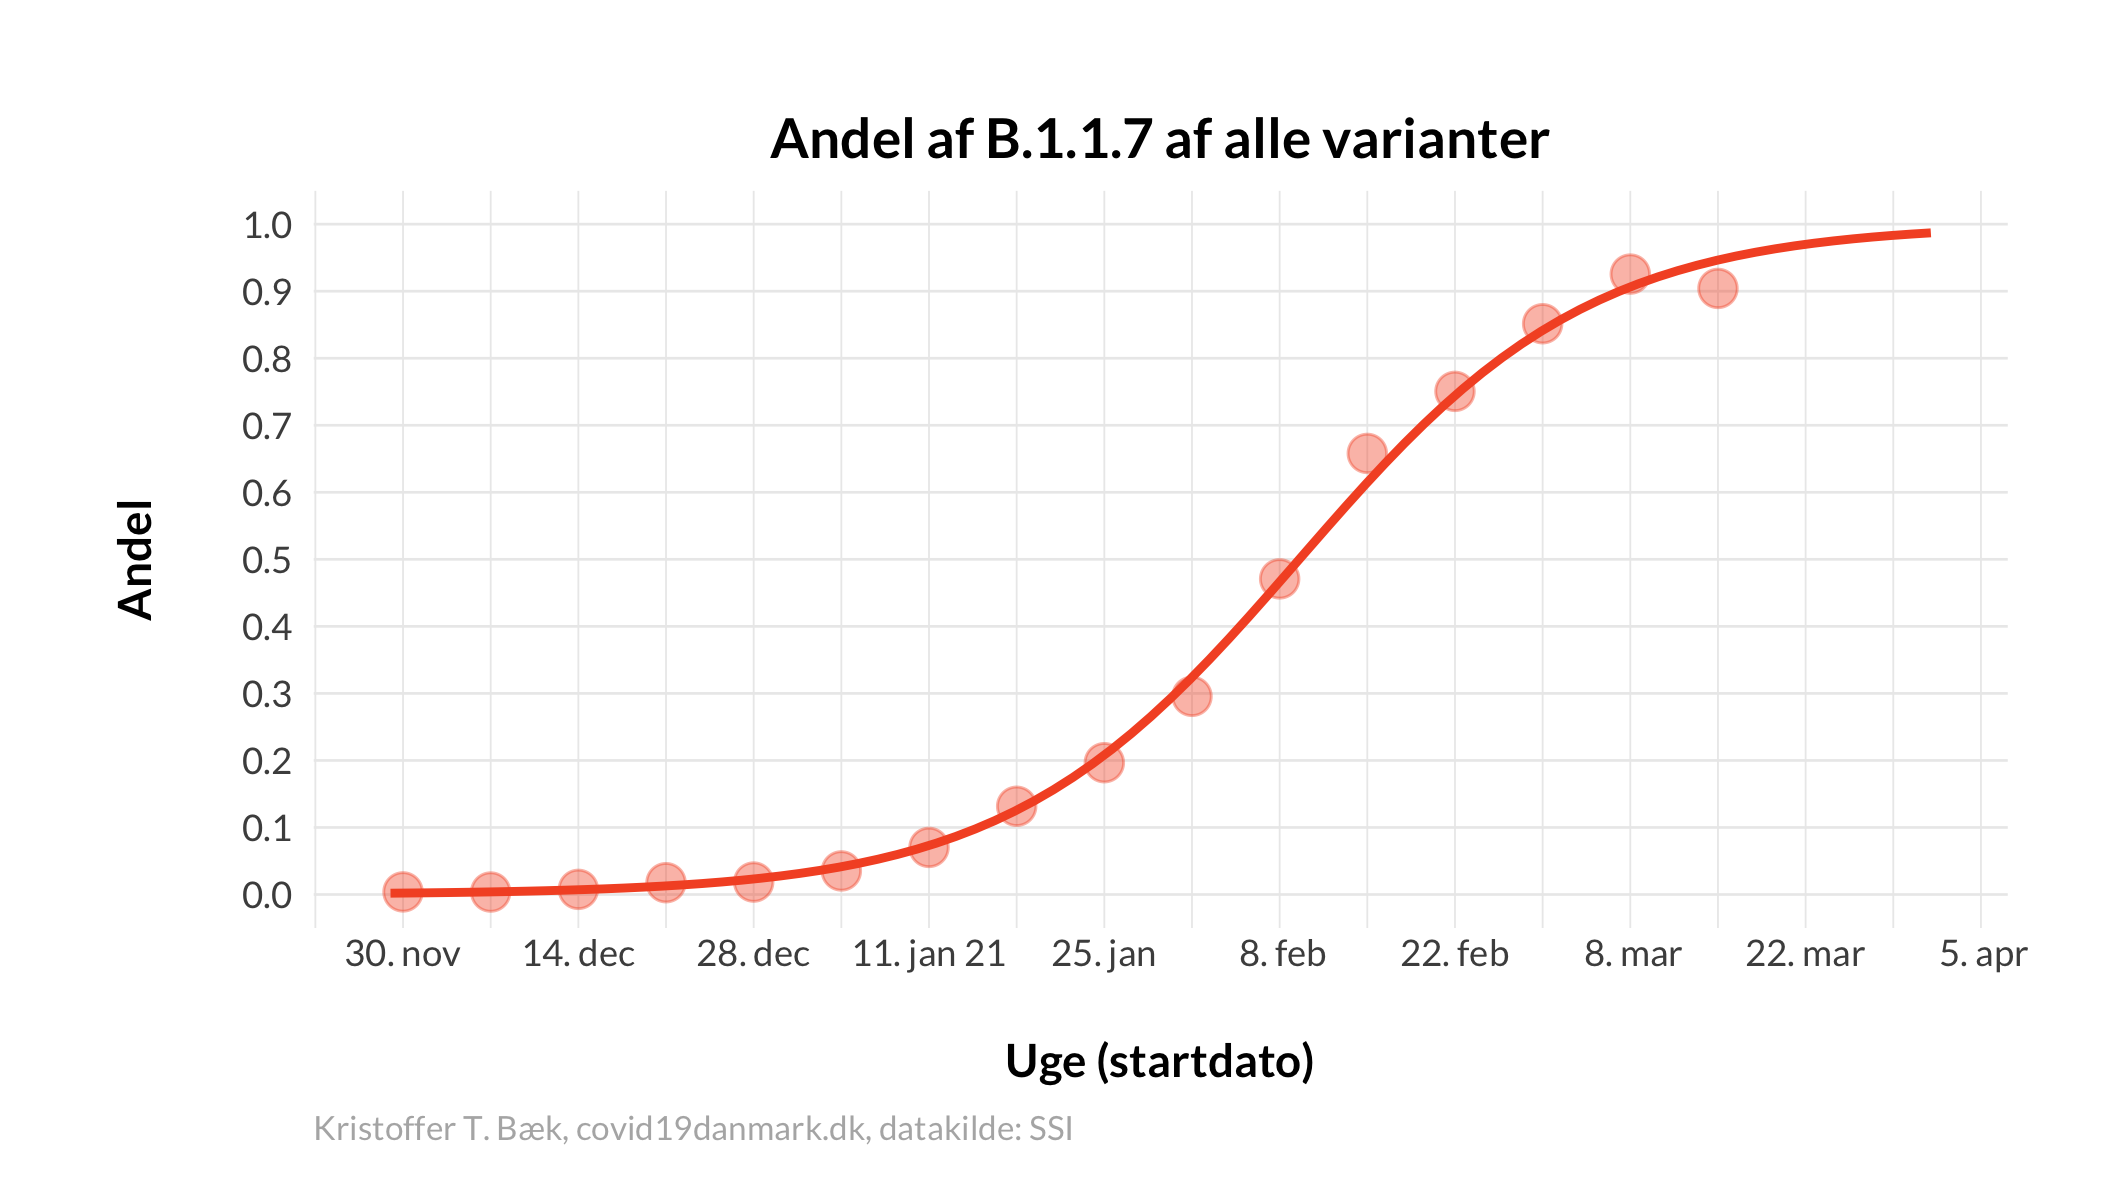 Andel af B.1.1.7 af alle varianter
1.0
0.9
0.8
0.7
0.6
0.5
0.4
0.3
0.2
0.1
0.0
Andel
30. nov 14. dec 28. dec 11. jan 21 25. jan 8. feb 22. feb 8. mar 22. mar 5. apr
Uge (startdato)
Kristoffer T. Bæk, covid19danmark.dk, datakilde: SSI